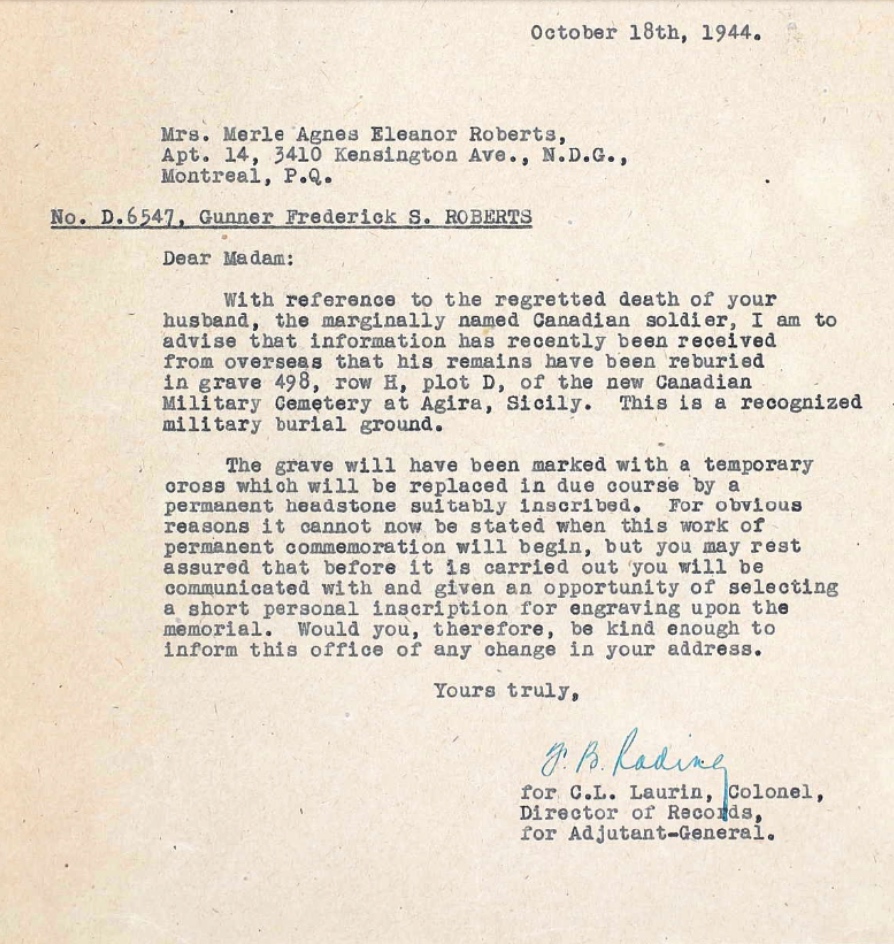 October 18th, 1944.
Mrs. Merle Agnes Eleanor Roberts,
Apt. 14, 3410 Kensington Ave., N.D.G.,
Montreal, P.Q.
No. D.6547, Gunner Frederick S. ROBERTS
Dear Madam:
With reference to the regretted death of your
husband, the marginally named Canadian soldier, I am to
advise that information has recently been received
from overseas that his remains have been reburied
in grave 498, row H, plot D, of the new Canadian
Military Cemetery at Agira, Sicily. This is a recognized
military burial ground.
The grave will have been marked with a temporary
cross which will be replaced in due course by a
permanent headstone suitably inscribed. For obvious
reasons it cannot now be stated when this work of
permanent commemoration will begin, but you may rest
assured that before it is carried out you will be
communicated with and given an opportunity of selecting
a short personal inscription for engraving upon the
memorial. Would you, therefore, be kind enough to
inform this office of any change in your address.
Yours truly,
B.
for C.L. Laurin, Colonel,
Director of Records,
for Adjutant-General.